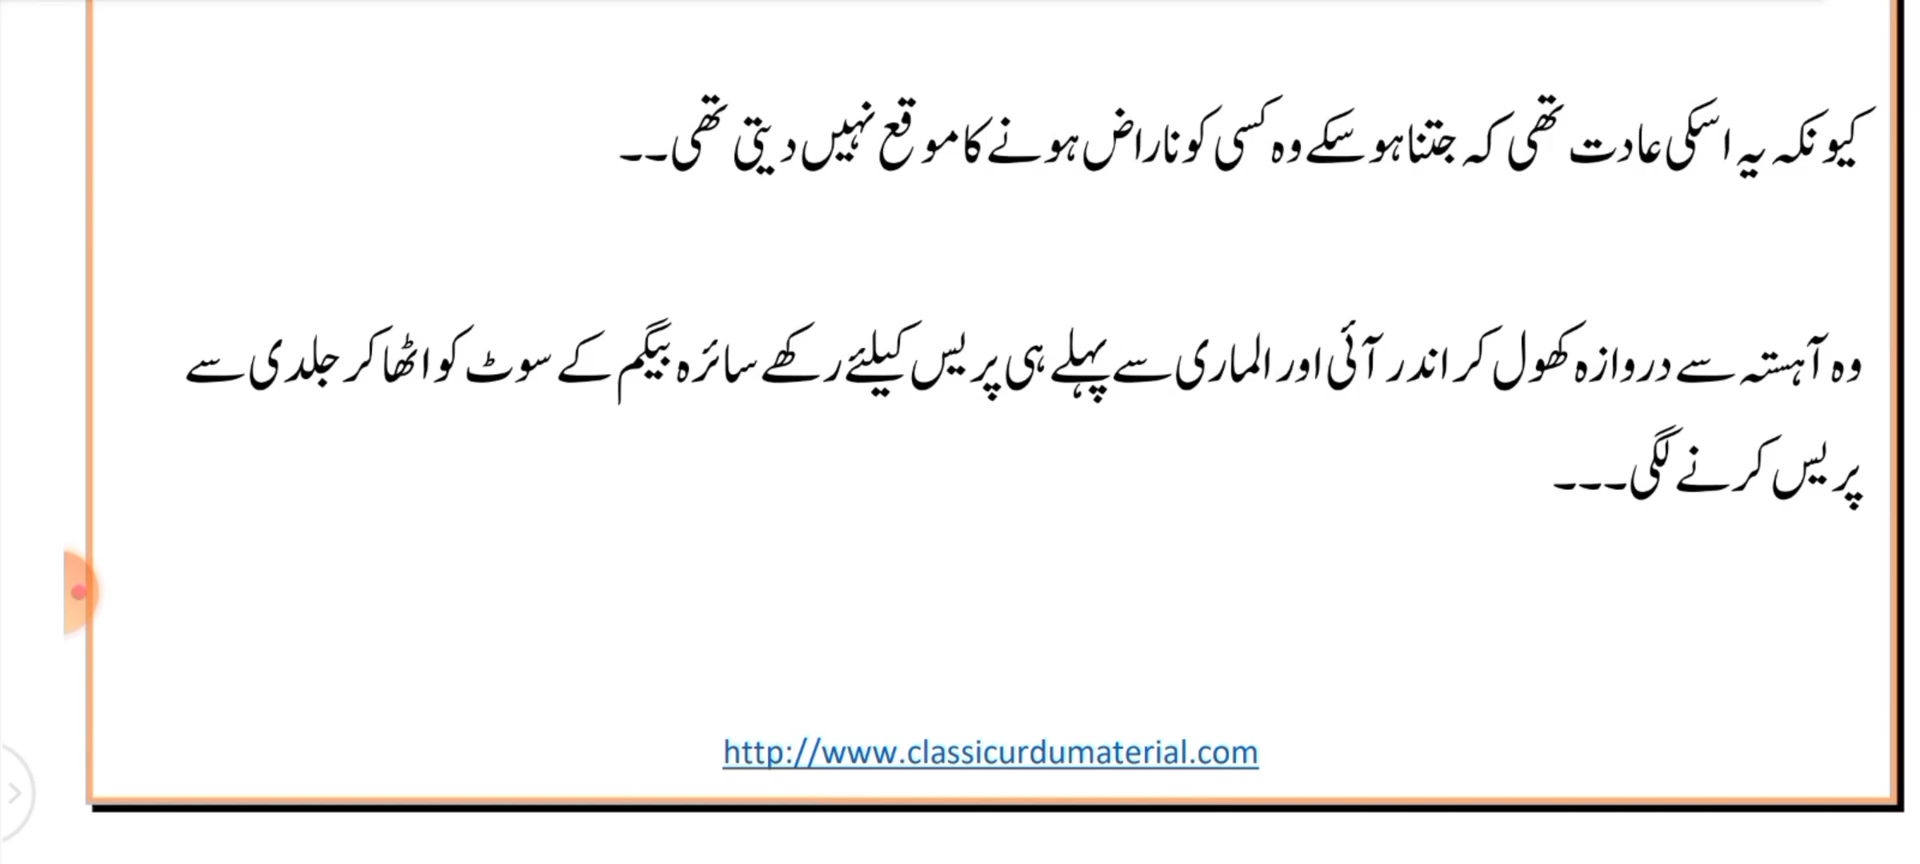 کیونکہ یہ اسکی عادت تھی کہ جتنا ہو سکے وہ کسی کو ناراض ہونے کا موقع نہیں دیتی تھی۔۔
وہ آہستہ سے دروازہ کھول کر اندر آئی اور الماری سے پہلے ہی پریس کیلئے رکھے سائرہ بیگم کے سوٹ کو اٹھا کر جلدی سے
پریس کرنے لگی۔۔۔
http://www.classicurdumaterial.com